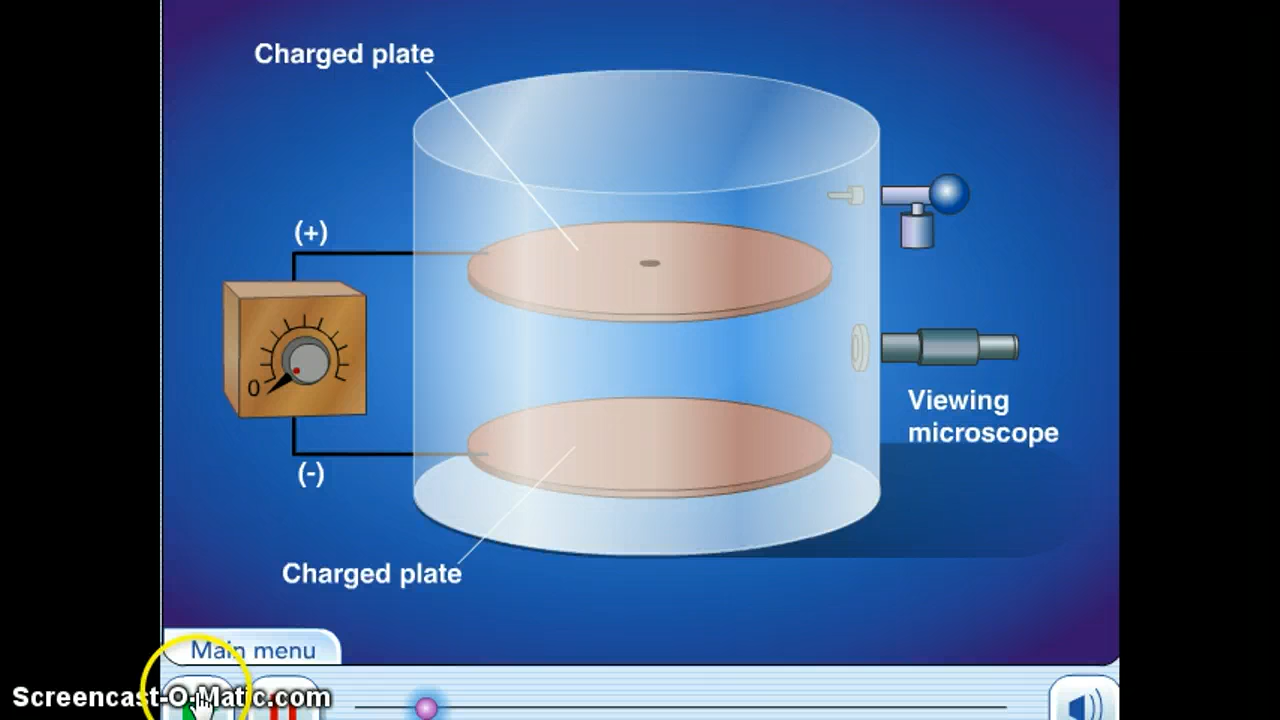 Charged plate
(+)
0
Viewing
microscope
(-)
Charged plate
Main menu
Screencast-O-Matic.com